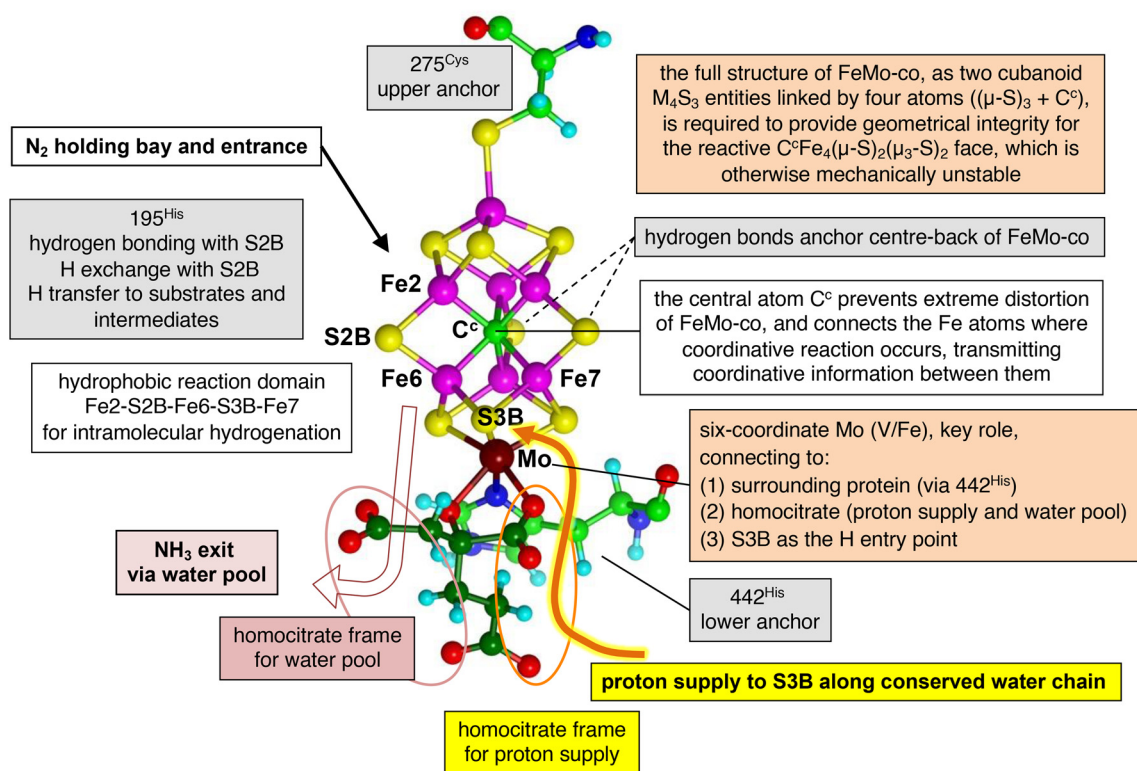 275Cys
upper anchor
the full structure of FeMo-co, as two cubanoid
M4S3 entities linked by four atoms ((μ-S)3 + Cc),
is required to provide geometrical integrity for
the reactive CcFe4(μ-S)2(μ3-S)2 face, which is
otherwise mechanically unstable
N2 holding bay and entrance
195His
hydrogen bonding with S2B
H exchange with S2B
H transfer to substrates and
intermediates
hydrogen bonds anchor centre-back of FeMo-co
Fe2
the central atom Cc prevents extreme distortion
of FeMo-co, and connects the Fe atoms where
coordinative reaction occurs, transmitting
coordinative information between them
S2B
Cc
Fe6
Fe7
hydrophobic reaction domain
Fe2-S2B-Fe6-S3B-Fe7
for intramolecular hydrogenation
S3B
Mo
six-coordinate Mo (V/Fe), key role,
connecting to:
(1) surrounding protein (via 442His)
(2) homocitrate (proton supply and water pool)
(3) S3B as the H entry point
NH3 exit
via water pool
442His
lower anchor
homocitrate frame
for water pool
proton supply to S3B along conserved water chain
homocitrate frame
for proton supply